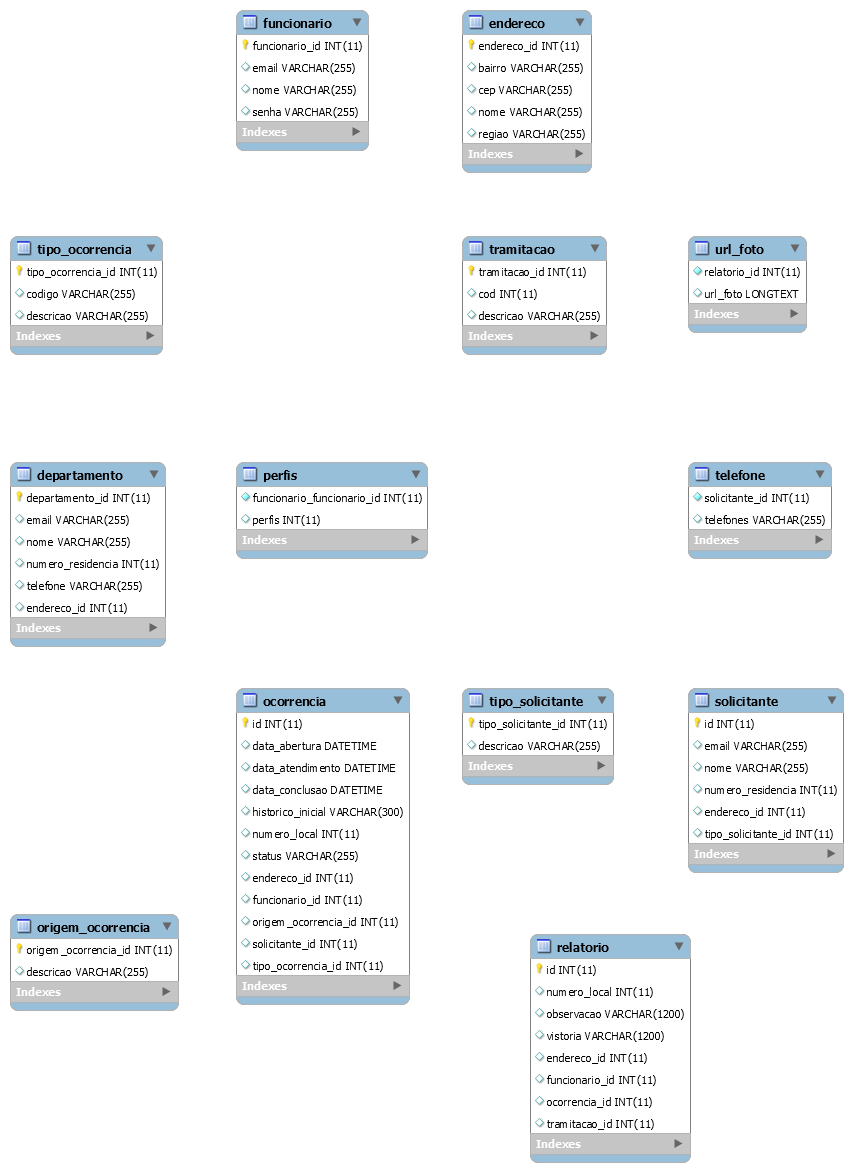 funcionario
funcionario_id INT(11)
email VARCHAR(255)
nome VARCHAR(255)
senha VARCHAR(255)
Indexes
endereco
endereco_id INT(11)
bairro VARCHAR(255)
cep VARCHAR(255)
nome VARCHAR(255)
regiao VARCHAR(255)
Indexes
tipo_ocorrencia
tipo_ocorrencia_id INT(11)
codigo VARCHAR(255)
descricao VARCHAR(255)
Indexes
tramitacao
tramitacao_id INT(11)
cod INT(11)
descricao VARCHAR(255)
Indexes
url_foto
relatorio_id INT(11)
url_foto LONGTEXT
Indexes
departamento
departamento_id INT(11)
email VARCHAR(255)
nome VARCHAR(255)
numero_residencia INT(11)
telefone VARCHAR(255)
endereco_id INT(11)
Indexes
perfis
funcionario_funcionario_id INT(11)
perfis INT(11)
Indexes
telefone
solicitante_id INT(11)
telefones VARCHAR(255)
Indexes
ocorrencia
id INT(11)
data_abertura DATETIME
data_atendimento DATETIME
data_conclusao DATETIME
historico_inicial VARCHAR(300)
numero_local INT(11)
status VARCHAR(255)
endereco_id INT(11)
funcionario_id INT(11)
origem_ocorrencia_id INT(11)
solicitante_id INT(11)
tipo_ocorrencia_id INT(11)
Indexes
tipo_solicitante
tipo_solicitante_id INT(11)
descricao VARCHAR(255)
Indexes
solicitante
id INT(11)
email VARCHAR(255)
nome VARCHAR(255)
numero_residencia INT(11)
endereco_id INT(11)
tipo_solicitante_id INT(11)
Indexes
origem_ocorrencia
origem_ocorrencia_id INT(11)
descricao VARCHAR(255)
Indexes
relatorio
id INT(11)
numero_local INT(11)
observacao VARCHAR(1200)
vistoria VARCHAR(1200)
endereco_id INT(11)
funcionario_id INT(11)
ocorrencia_id INT(11)
tramitacao_id INT(11)
Indexes